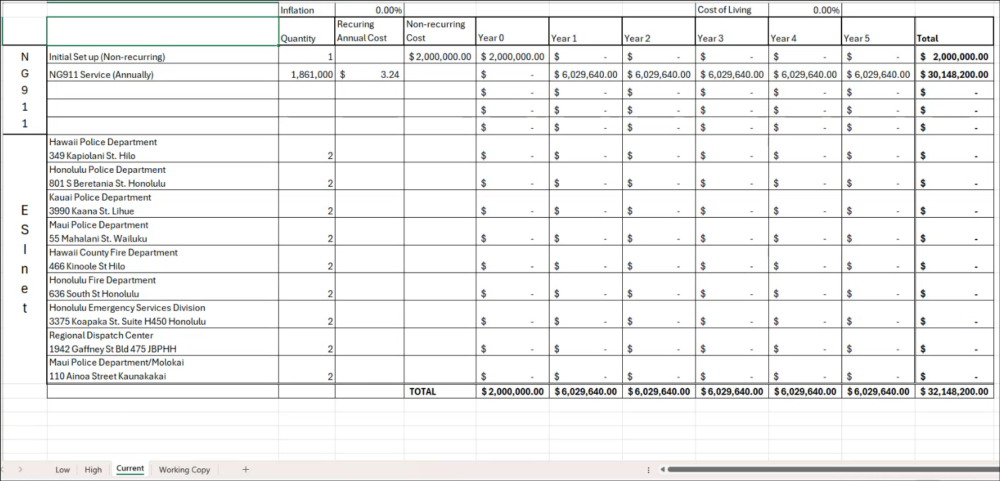 Inflation 0.00% Cost of Living 0.00%
Quantity Recuring Annual Cost Non-recurring Cost Year 0 Year 1 Year 2 Year 3 Year 4 Year 5 Total
NG911
Initial Set up (Non-recurring) 1 $ 2,000,000.00 $ 2,000,000.00 $ - $ - $ - $ - $ - $ 2,000,000.00
NG911 Service (Annually) 1,861,000 $ 3.24 $ - $ 6,029,640.00 $ 6,029,640.00 $ 6,029,640.00 $ 6,029,640.00 $ 6,029,640.00 $ 30,148,200.00
$ - $ - $ - $ - $ - $ - $ -
$ - $ - $ - $ - $ - $ - $ -
$ - $ - $ - $ - $ - $ - $ -
ESInet
Hawaii Police Department
349 Kapiolani St. Hilo 2 $ - $ - $ - $ - $ - $ - $ -
Honolulu Police Department
801 S Beretania St. Honolulu 2 $ - $ - $ - $ - $ - $ - $ -
Kauai Police Department
3990 Kaana St. Lihue 2 $ - $ - $ - $ - $ - $ - $ -
Maui Police Department
55 Mahalani St. Wailuku 2 $ - $ - $ - $ - $ - $ - $ -
Hawaii County Fire Department
466 Kinoole St Hilo 2 $ - $ - $ - $ - $ - $ - $ -
Honolulu Fire Department
636 South St Honolulu 2 $ - $ - $ - $ - $ - $ - $ -
Honolulu Emergency Services Division
3375 Koapaka St. Suite H450 Honolulu 2 $ - $ - $ - $ - $ - $ - $ -
Regional Dispatch Center
1942 Gaffney St Bld 475 JBPHH 2 $ - $ - $ - $ - $ - $ - $ -
Maui Police Department/Molokai
110 Ainoa Street Kaunakakai 2 $ - $ - $ - $ - $ - $ - $ -
TOTAL $ 2,000,000.00 $ 6,029,640.00 $ 6,029,640.00 $ 6,029,640.00 $ 6,029,640.00 $ 6,029,640.00 $ 32,148,200.00
Low High Current Working Copy +